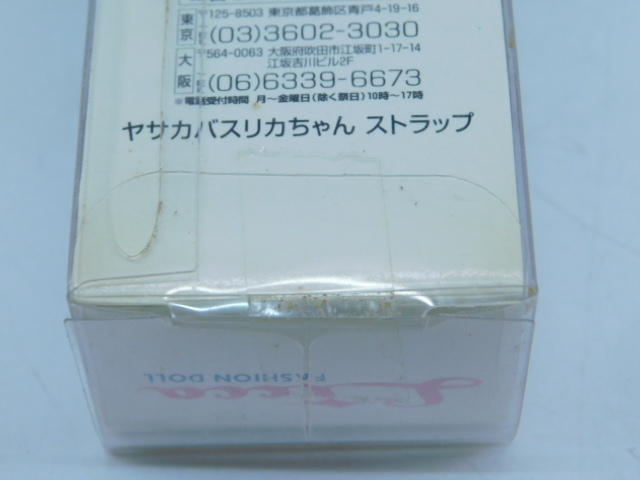 東京
〒125-8503 東京都葛飾区青戸4-19-16
(03)3602-3030
大阪
〒564-0063 大阪府吹田市江坂町1-17-14
江坂吉川ビル2F
(06)6339-6673
※電話受付時間 月～金曜日(除く祭日)10時～17時
ヤサカバスリカちゃん ストラップ
FASHION DOLL
Licca